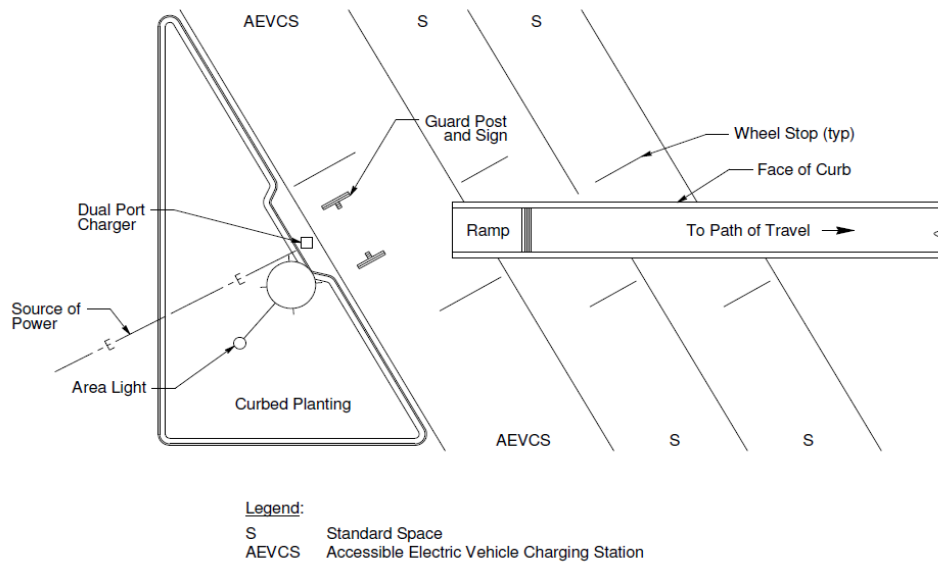 AEVCS
S
S
Guard Post
and Sign
Wheel Stop (typ)
Face of Curb
Dual Port
Charger
Ramp
To Path of Travel
E
Source of
Power
E
Area Light
Curbed Planting
AEVCS
S
S
Legend:
S Standard Space
AEVCS Accessible Electric Vehicle Charging Station